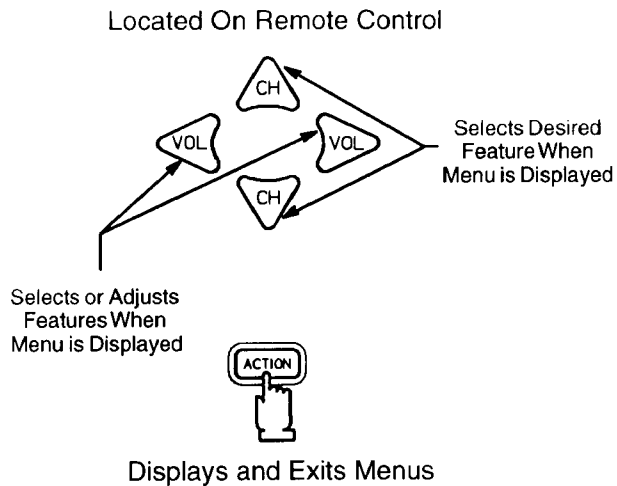 Located On Remote Control
CH
VOL
VOL
CH
Selects Desired
Feature When
Menu is Displayed
Selects or Adjusts
Features When
Menu is Displayed
ACTION
Displays and Exits Menus